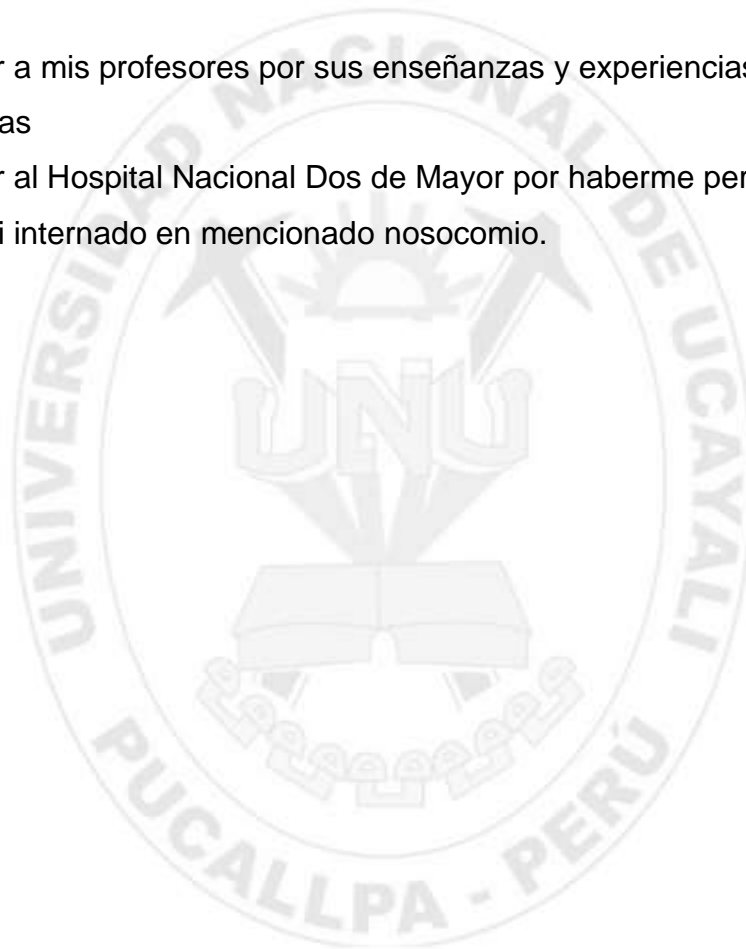 r a mis profesores por sus enseñanzas y experiencias
as
r al Hospital Nacional Dos de Mayor por haberme per
i internado en mencionado nosocomio.
UNIVERSIDAD NACIONAL DE UCAYALI
UNU
PUCALLPA - PERÚ